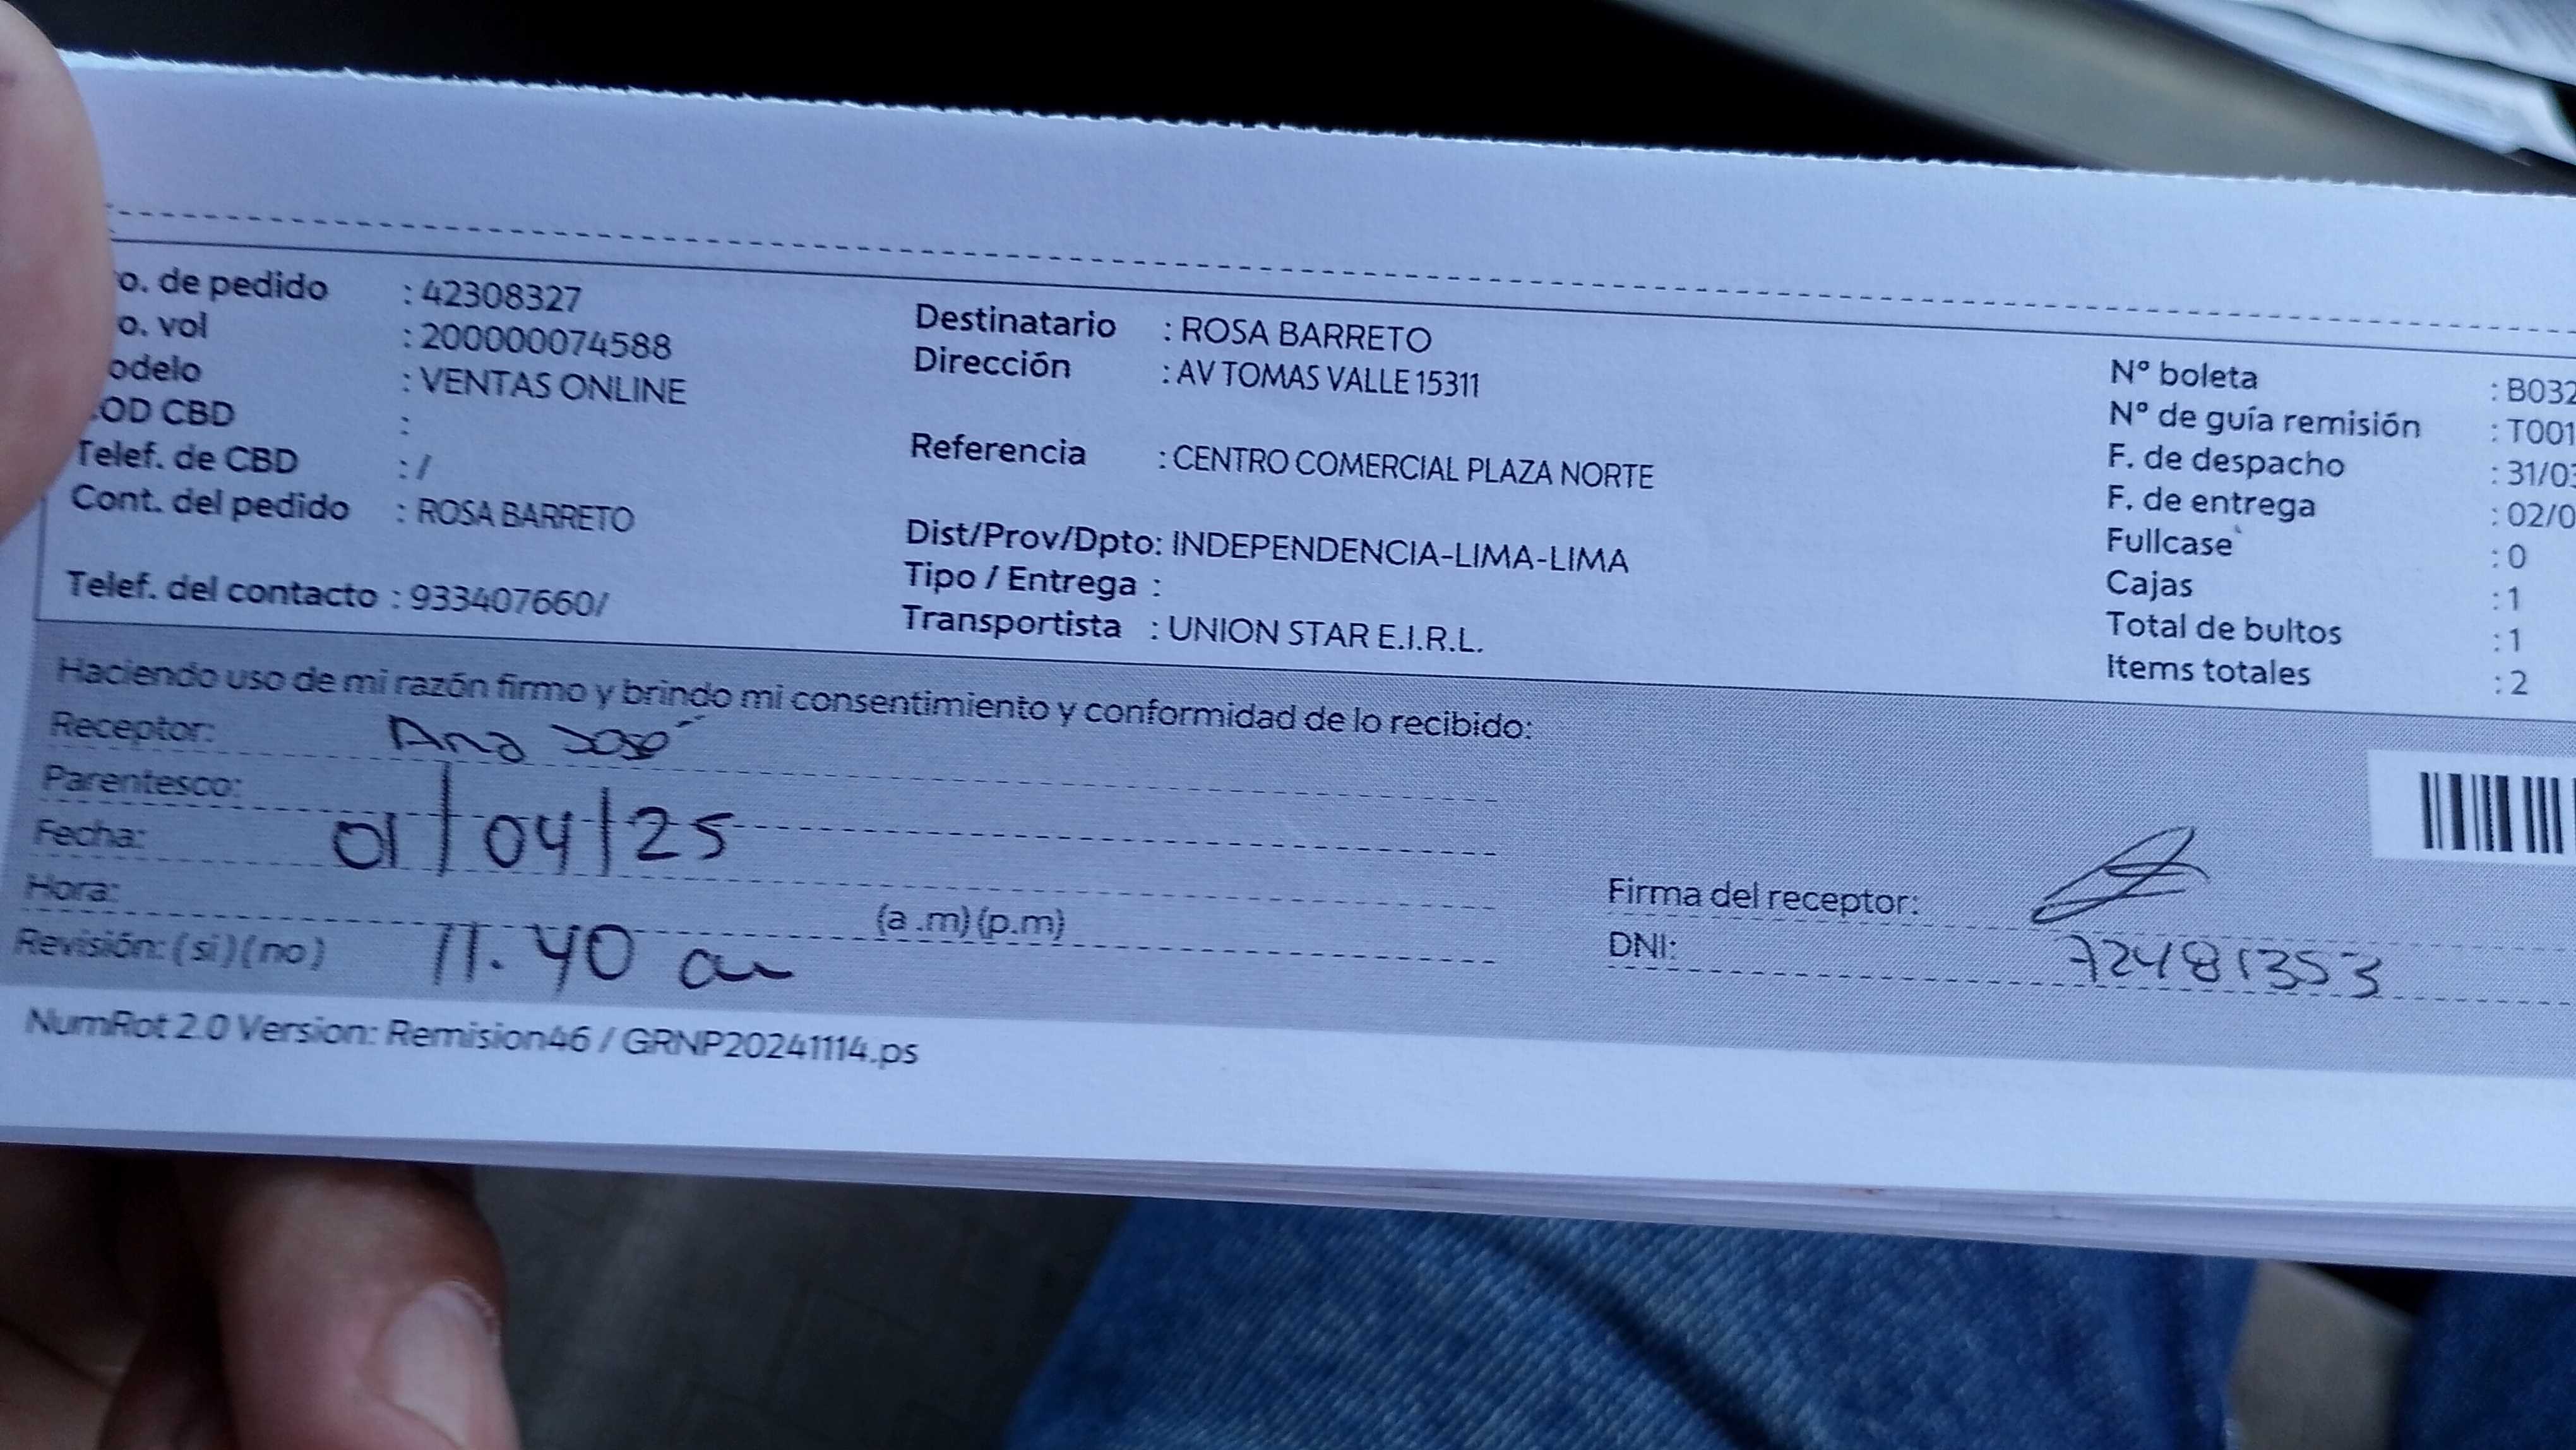 o. de pedido : 42308327
o. vol : 200000074588
odelo : VENTAS ONLINE
OD CBD :
Telef. de CBD : /
Cont. del pedido : ROSA BARRETO
Telef. del contacto : 933407660/
Destinatario : ROSA BARRETO
Dirección : AV TOMAS VALLE 15311
Referencia : CENTRO COMERCIAL PLAZA NORTE
Dist/Prov/Dpto: INDEPENDENCIA-LIMA-LIMA
Tipo / Entrega :
Transportista : UNION STAR E.I.R.L.
N° boleta : B032
N° de guía remisión : T001
F. de despacho : 31/03
F. de entrega : 02/0
Fullcase : 0
Cajas : 1
Total de bultos : 1
Items totales : 2
Haciendo uso de mi razón firmo y brindo mi consentimiento y conformidad de lo recibido:
Receptor: Ana José
Parentesco:
Fecha: 01/04/25
Hora: (a .m) (p.m)
Revisión: (si) (no) 11.40 am
Firma del receptor:
DNI: 72481353
NumRot 2.0 Version: Remision46 / GRNP20241114.ps